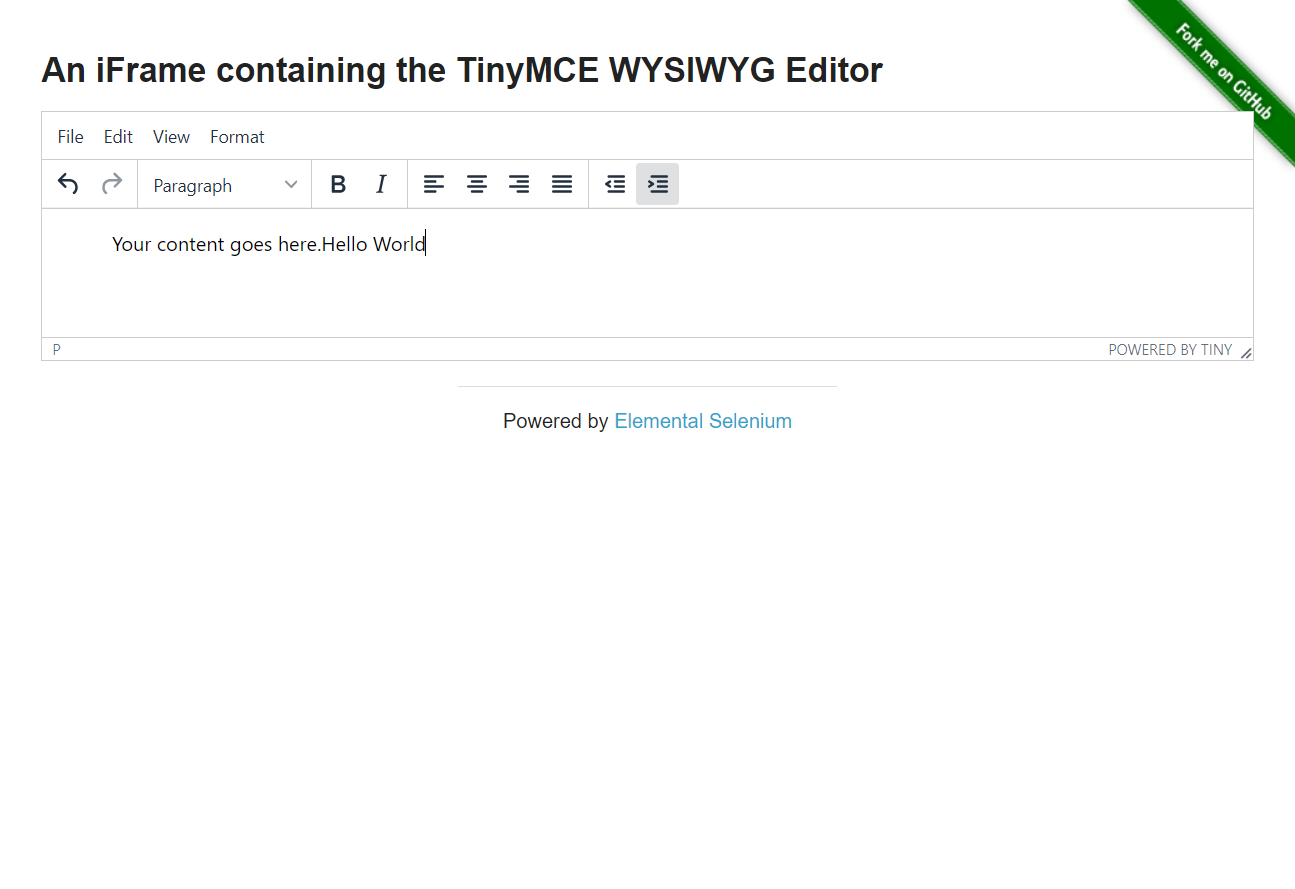 Fork me on GitHub
An iFrame containing the TinyMCE WYSIWYG Editor
File Edit View Format
Paragraph B I
Your content goes here.Hello World
P POWERED BY TINY
Powered by Elemental Selenium